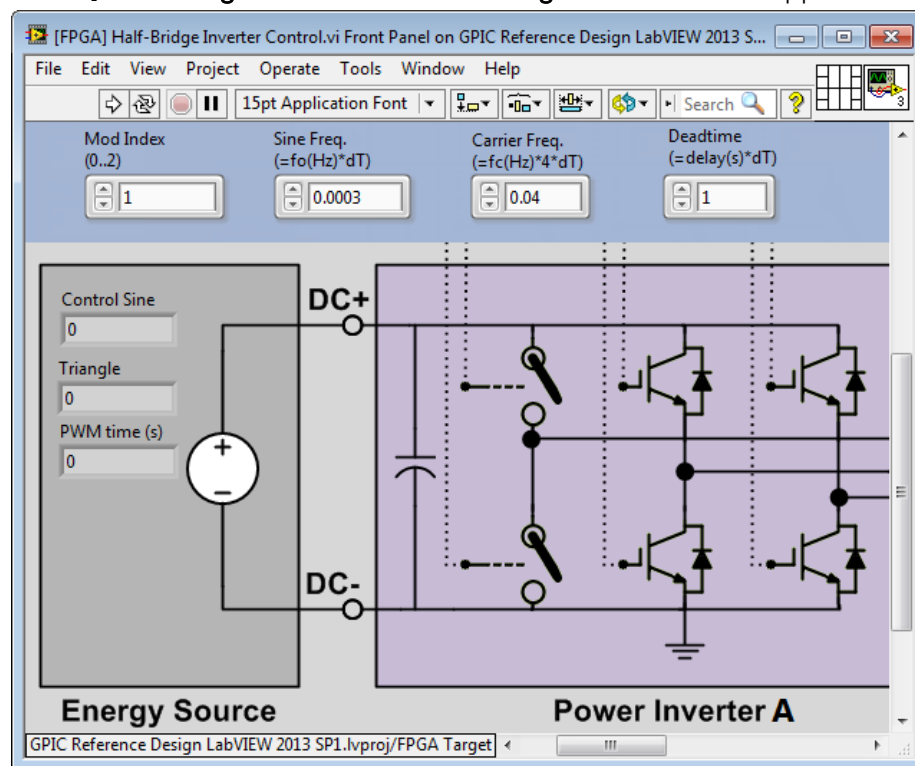 [FPGA] Half-Bridge Inverter Control.vi Front Panel on GPIC Reference Design LabVIEW 2013 S...
File Edit View Project Operate Tools Window Help
15pt Application Font Search ?
3
Mod Index
(0..2)
1
Sine Freq.
(=fo(Hz)*dT)
0.0003
Carrier Freq.
(=fc(Hz)*4*dT)
0.04
Deadtime
(=delay(s)*dT)
1
Control Sine
0
Triangle
0
PWM time (s)
0
+
−
DC+
DC-
Energy Source
Power Inverter A
GPIC Reference Design LabVIEW 2013 SP1.lvproj/FPGA Target